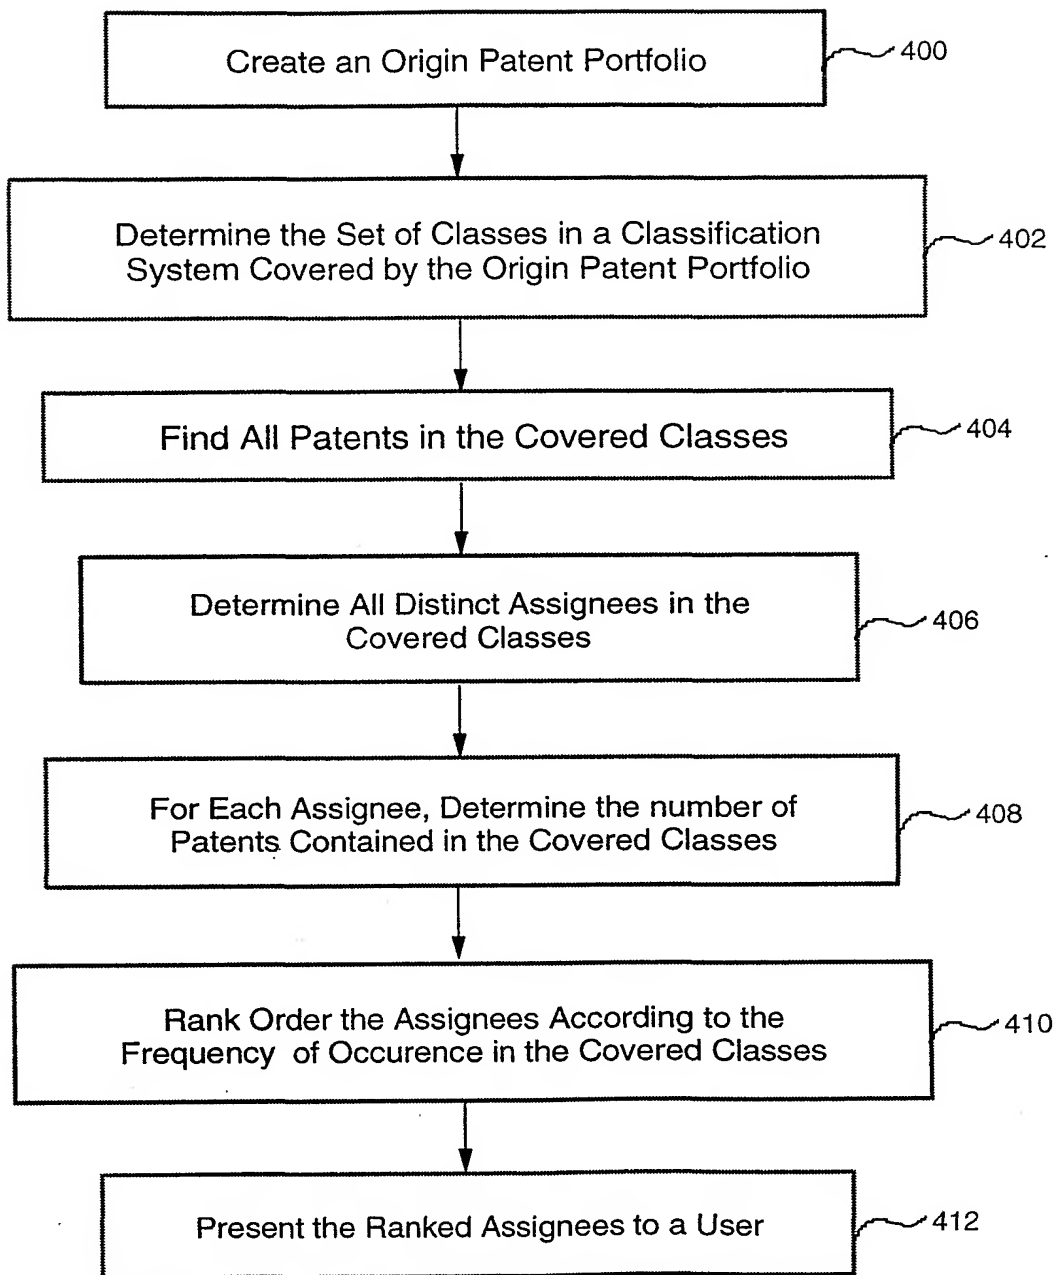 Create an Origin Patent Portfolio
400
Determine the Set of Classes in a Classification
System Covered by the Origin Patent Portfolio
402
Find All Patents in the Covered Classes
404
Determine All Distinct Assignees in the
Covered Classes
406
For Each Assignee, Determine the number of
Patents Contained in the Covered Classes
408
Rank Order the Assignees According to the
Frequency of Occurence in the Covered Classes
410
Present the Ranked Assignees to a User
412